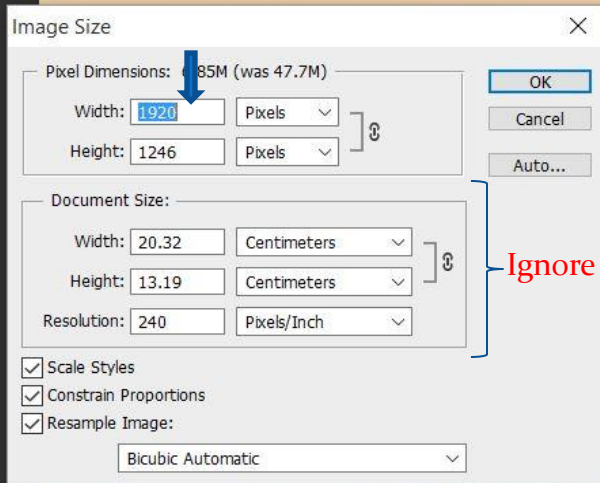 Image Size
Pixel Dimensions: 85M (was 47.7M)
OK
Width: 1920 Pixels
Cancel
Height: 1246 Pixels
Auto...
Document Size:
Width: 20.32 Centimeters
Ignore
Height: 13.19 Centimeters
Resolution: 240 Pixels/Inch
Scale Styles
Constrain Proportions
Resample Image:
Bicubic Automatic